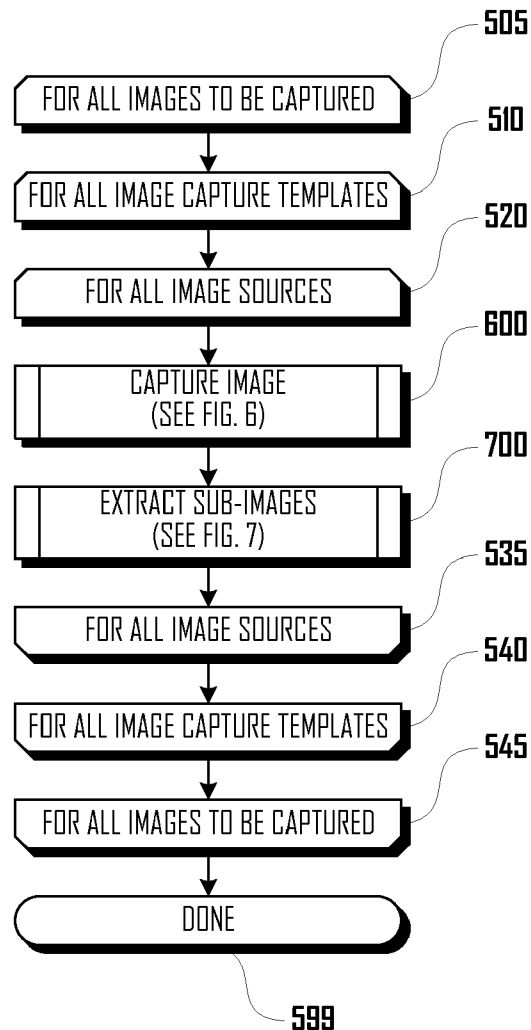 505
FOR ALL IMAGES TO BE CAPTURED
510
FOR ALL IMAGE CAPTURE TEMPLATES
520
FOR ALL IMAGE SOURCES
600
CAPTURE IMAGE
(SEE FIG. 6)
700
EXTRACT SUB-IMAGES
(SEE FIG. 7)
535
FOR ALL IMAGE SOURCES
540
FOR ALL IMAGE CAPTURE TEMPLATES
545
FOR ALL IMAGES TO BE CAPTURED
DONE
599